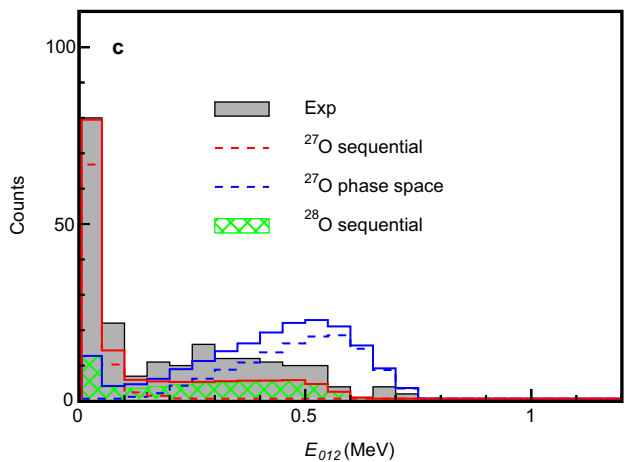 c
100
50
0
Counts
Exp
²⁷O sequential
²⁷O phase space
²⁸O sequential
0 0.5 1
E₀₁₂ (MeV)